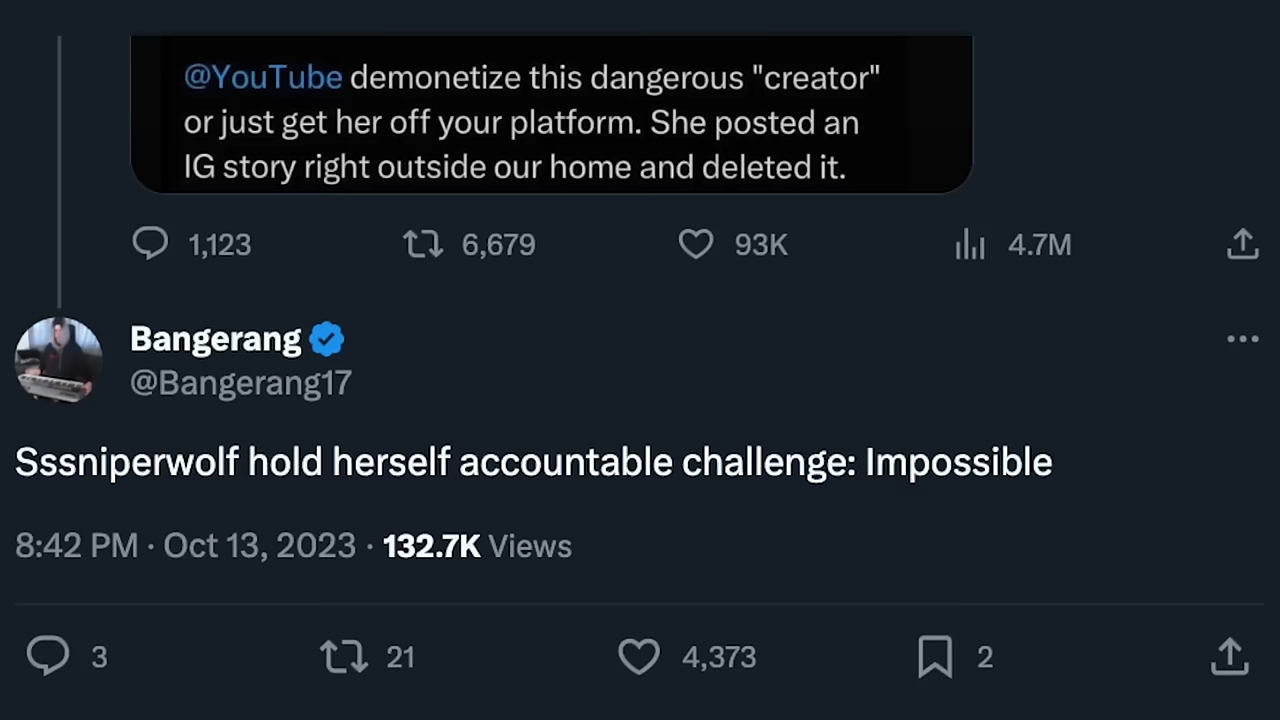 @YouTube demonetize this dangerous "creator"
or just get her off your platform. She posted an
IG story right outside our home and deleted it.
1,123 6,679 93K 4.7M
Bangerang
@Bangerang17
Sssniperwolf hold herself accountable challenge: Impossible
8:42 PM · Oct 13, 2023 · 132.7K Views
3 21 4,373 2